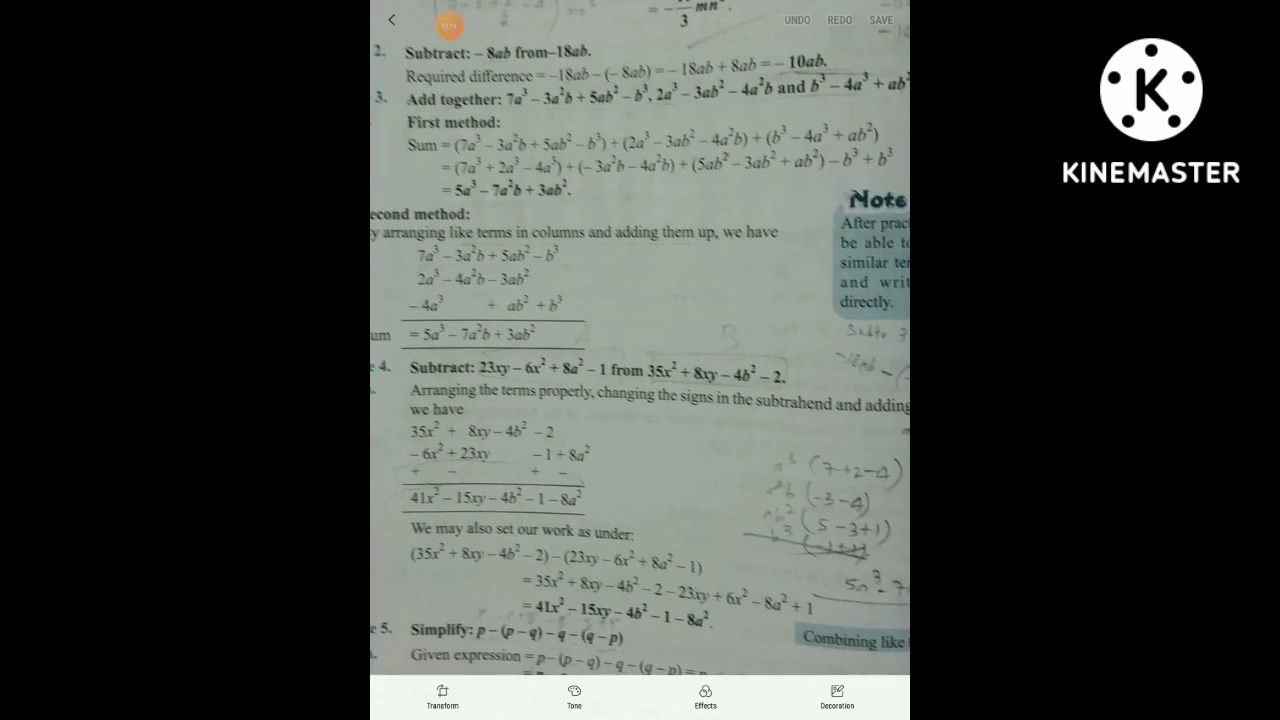 = - — mn².
3
UNDO REDO SAVE
2. Subtract: – 8ab from–18ab.
Required difference = –18ab – (– 8ab) = – 18ab + 8ab = – 10ab.
3. Add together: 7a³ – 3a²b + 5ab² – b³, 2a³ – 3ab² – 4a²b and b³ – 4a³ + ab²
First method:
Sum = (7a³ – 3a²b + 5ab² – b³) + (2a³ – 3ab² – 4a²b) + (b³ – 4a³ + ab²)
= (7a³ + 2a³ – 4a³) + (– 3a²b – 4a²b) + (5ab² – 3ab² + ab²) – b³ + b³
= 5a³ – 7a²b + 3ab².
Note
econd method:
y arranging like terms in columns and adding them up, we have
After prac
be able to
similar ter
and writ
directly.
7a³ – 3a²b + 5ab² – b³
2a³ – 4a²b – 3ab²
– 4a³ + ab² + b³
um = 5a³ – 7a²b + 3ab²
Subtr 3
–18ab – (–
e 4. Subtract: 23xy – 6x² + 8a² – 1 from 35x² + 8xy – 4b² – 2.
Arranging the terms properly, changing the signs in the subtrahend and adding
we have
35x² + 8xy – 4b² – 2
– 6x² + 23xy – 1 + 8a²
+ – + –
41x² – 15xy – 4b² – 1 – 8a²
a³ (7+2–4)
(–3–4)
ab² (5–3+1)
5a³ – 7
We may also set our work as under:
(35x² + 8xy – 4b² – 2) – (23xy – 6x² + 8a² – 1)
= 35x² + 8xy – 4b² – 2 – 23xy + 6x² – 8a² + 1
= 41x² – 15xy – 4b² – 1 – 8a².
Combining like
e 5. Simplify: p – (p – q) – q – (q – p)
Given expression = p – (p – q) – q – (q – p) =
Transform Tone Effects Decoration
K
KINEMASTER